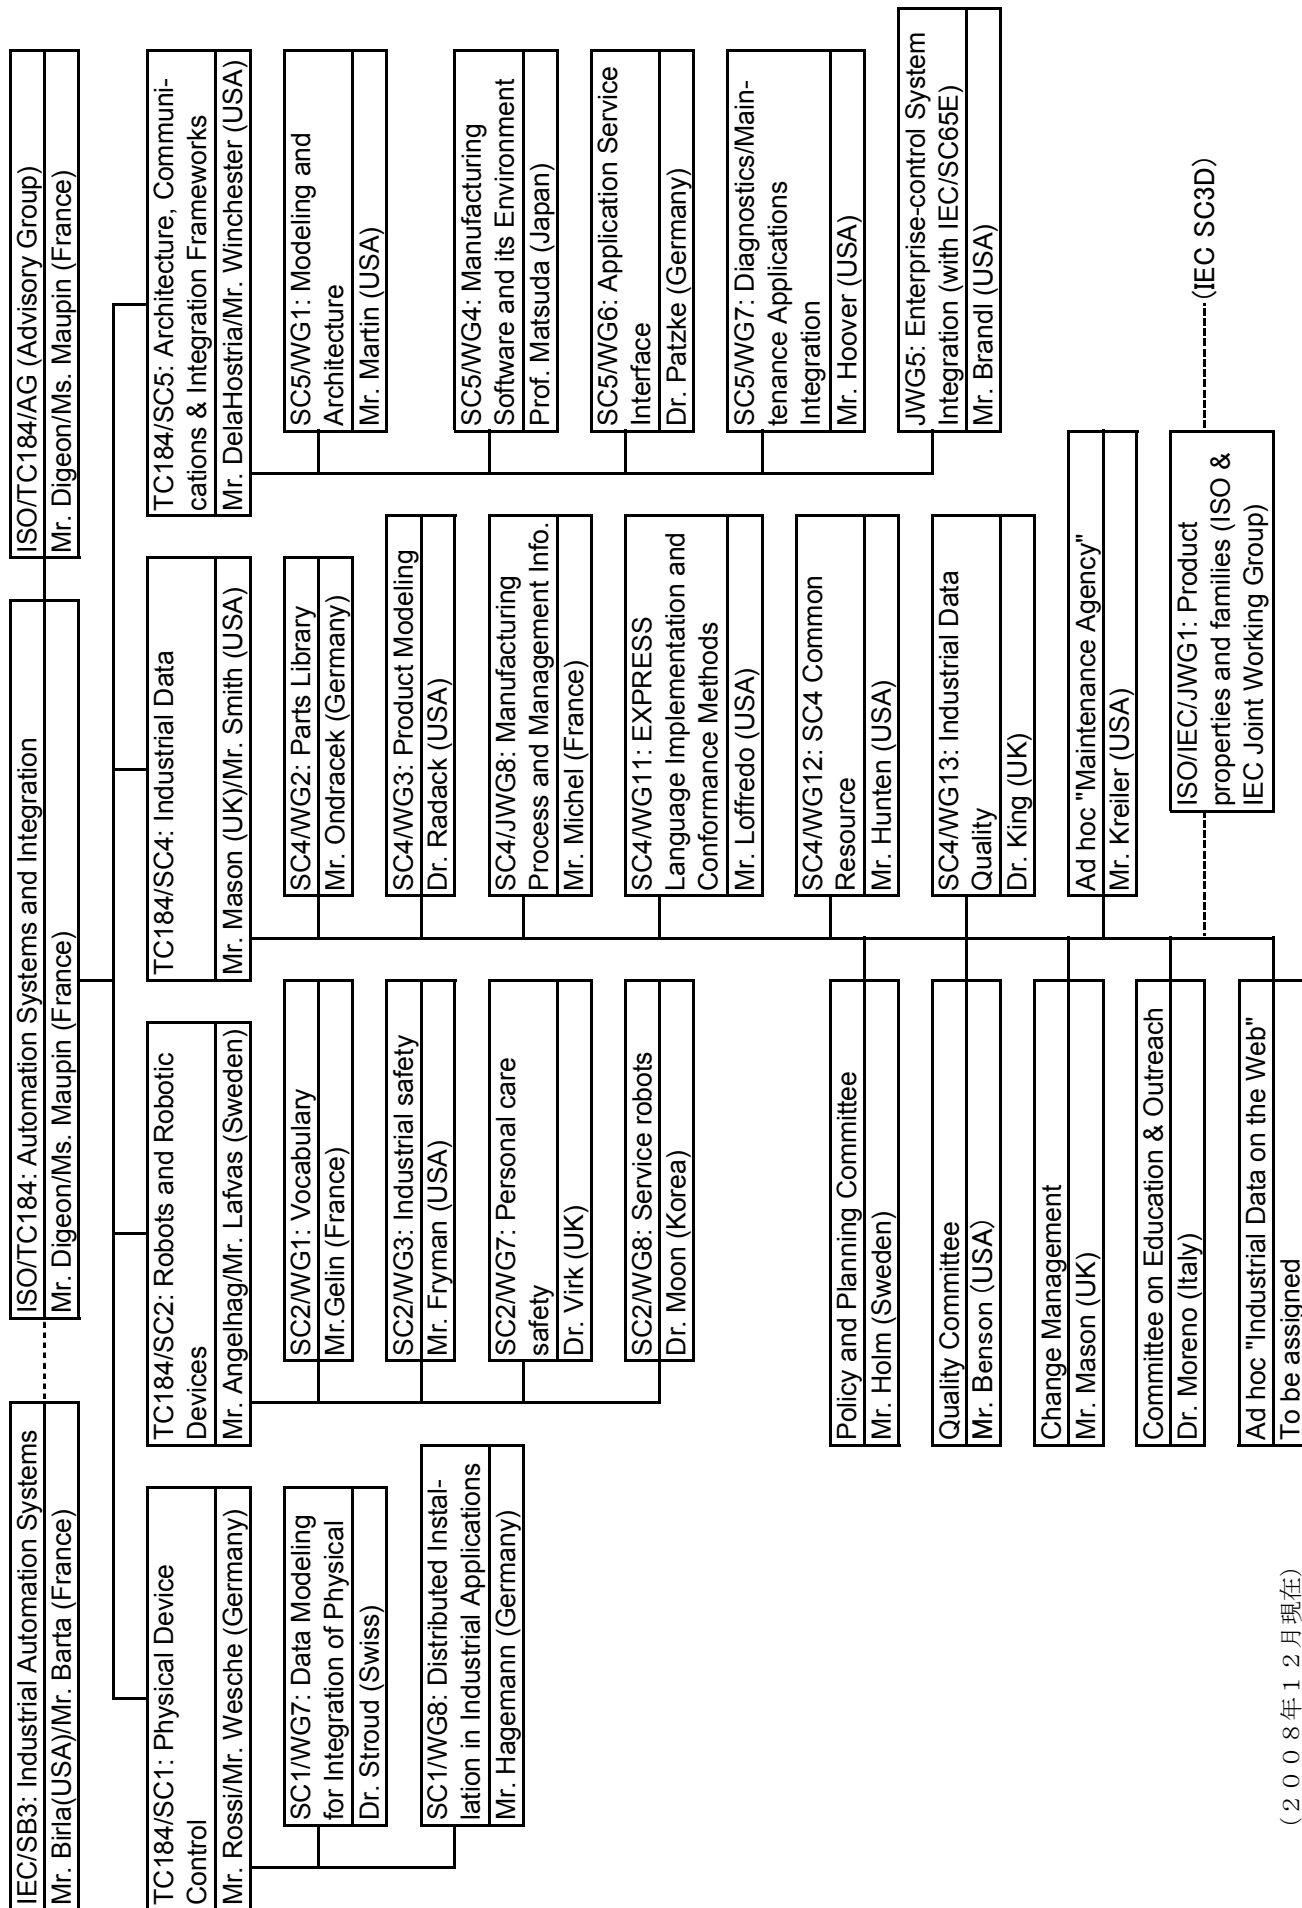 IEC/SB3: Industrial Automation Systems
Mr. Birla(USA)/Mr. Barta (France)
ISO/TC184: Automation Systems and Integration
Mr. Digeon/Ms. Maupin (France)
ISO/TC184/AG (Advisory Group)
Mr. Digeon/Ms. Maupin (France)
TC184/SC1: Physical Device
Control
Mr. Rossi/Mr. Wesche (Germany)
SC1/WG7: Data Modeling
for Integration of Physical
Dr. Stroud (Swiss)
SC1/WG8: Distributed Instal-
lation in Industrial Applications
Mr. Hagemann (Germany)
TC184/SC2: Robots and Robotic
Devices
Mr. Angelhag/Mr. Lafvas (Sweden)
SC2/WG1: Vocabulary
Mr.Gelin (France)
SC2/WG3: Industrial safety
Mr. Fryman (USA)
SC2/WG7: Personal care
safety
Dr. Virk (UK)
SC2/WG8: Service robots
Dr. Moon (Korea)
TC184/SC4: Industrial Data
Mr. Mason (UK)/Mr. Smith (USA)
SC4/WG2: Parts Library
Mr. Ondracek (Germany)
SC4/WG3: Product Modeling
Dr. Radack (USA)
SC4/JWG8: Manufacturing
Process and Management Info.
Mr. Michel (France)
SC4/WG11: EXPRESS
Language Implementation and
Conformance Methods
Mr. Loffredo (USA)
SC4/WG12: SC4 Common
Resource
Mr. Hunten (USA)
SC4/WG13: Industrial Data
Quality
Dr. King (UK)
Ad hoc "Maintenance Agency"
Mr. Kreiler (USA)
Policy and Planning Committee
Mr. Holm (Sweden)
Quality Committee
Mr. Benson (USA)
Change Management
Mr. Mason (UK)
Committee on Education & Outreach
Dr. Moreno (Italy)
Ad hoc "Industrial Data on the Web"
To be assigned
ISO/IEC/JWG1: Product
properties and families (ISO &
IEC Joint Working Group)
(IEC SC3D)
TC184/SC5: Architecture, Communi-
cations & Integration Frameworks
Mr. DelaHostria/Mr. Winchester (USA)
SC5/WG1: Modeling and
Architecture
Mr. Martin (USA)
SC5/WG4: Manufacturing
Software and its Environment
Prof. Matsuda (Japan)
SC5/WG6: Application Service
Interface
Dr. Patzke (Germany)
SC5/WG7: Diagnostics/Main-
tenance Applications
Integration
Mr. Hoover (USA)
JWG5: Enterprise-control System
Integration (with IEC/SC65E)
Mr. Brandl (USA)
(２００８年１２月現在)